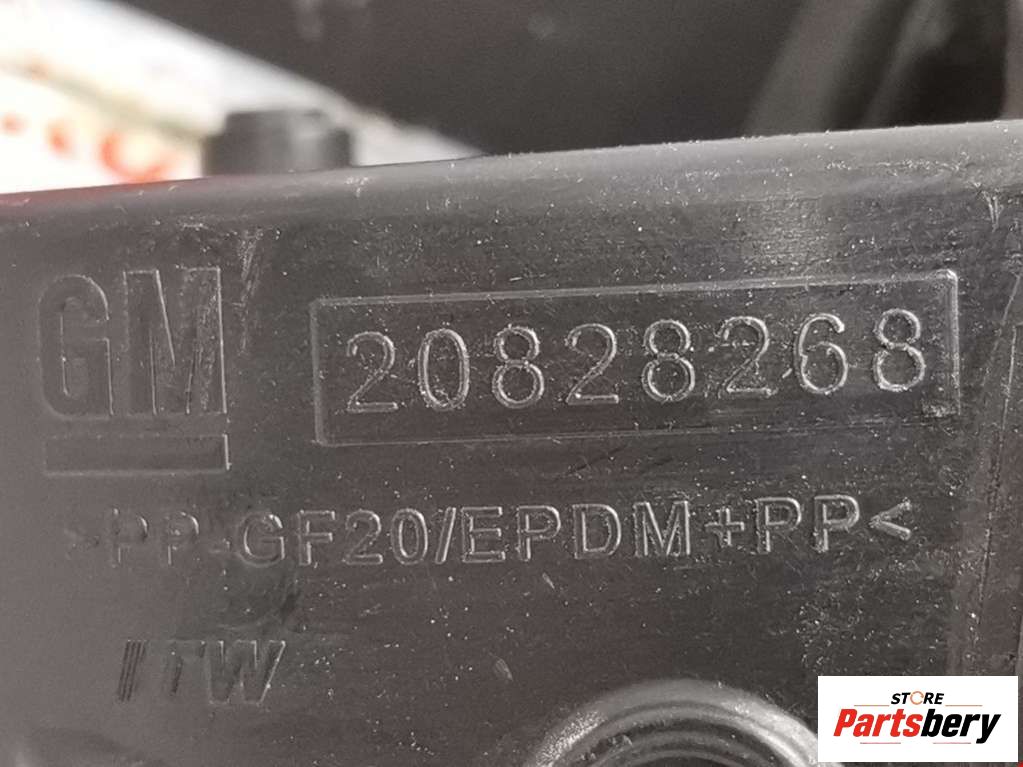 GM
20828268
>PP-GF20/EPDM+PP<
ITW
STORE
Partsbery